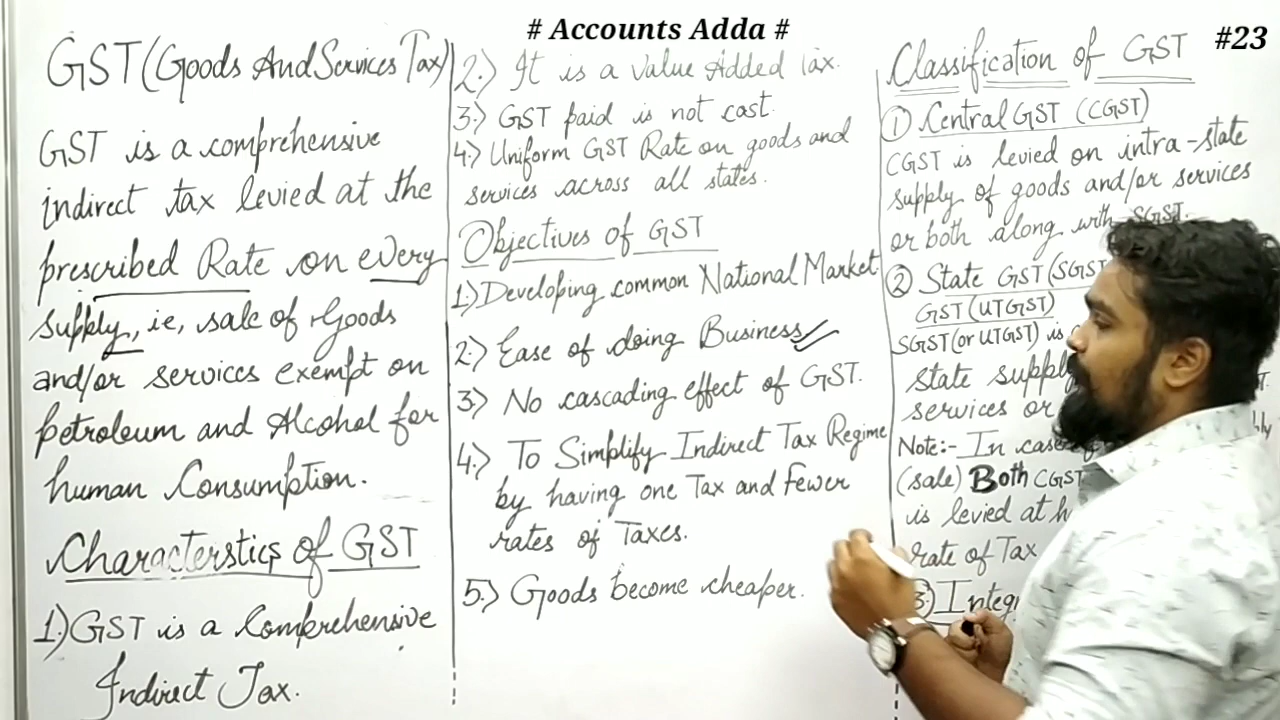 # Accounts Adda #
#23
GST (Goods And Services Tax)
GST is a comprehensive
indirect tax levied at the
prescribed Rate on every
supply, ie, sale of Goods
and/or services exempt on
petroleum and Alcohol for
human Consumption.
Characterstics of GST
1.) GST is a Comprehensive
Indirect Tax.
2.) It is a Value Added Tax.
3.) GST paid is not cost.
4.) Uniform GST Rate on goods and
services across all states.
Objectives of GST
1.) Developing common National Market
2.) Ease of doing Business
3.) No cascading effect of GST.
4.) To Simplify Indirect Tax Regime
by having one Tax and Fewer
rates of Taxes.
5.) Goods become cheaper.
Classification of GST
1 Central GST (CGST)
CGST is levied on intra-state
supply of goods and/or services
or both along with SGST.
2 State GST (SGST
GST (UTGST)
SGST (or UTGST) is
state suppl
services or
Note:- In case of
(sale) Both CGST
is levied at h
rate of Tax
3.) Integ